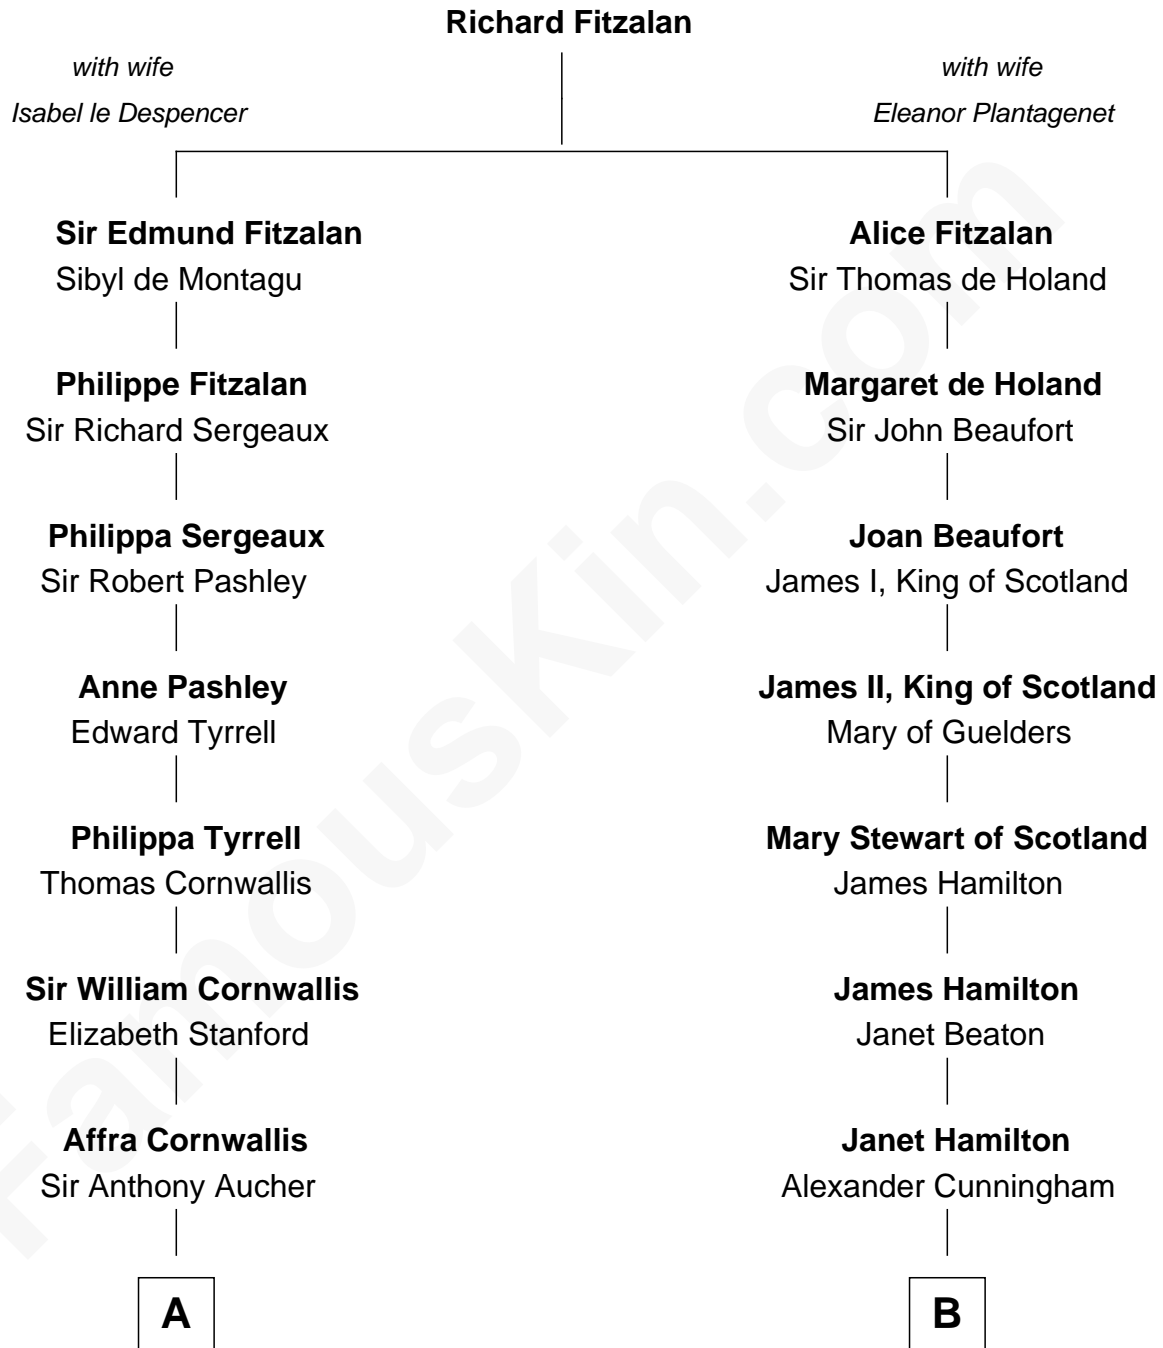 Richard Fitzalan
with wife
Isabel le Despencer
with wife
Eleanor Plantagenet
Sir Edmund Fitzalan
Sibyl de Montagu
Alice Fitzalan
Sir Thomas de Holand
Philippe Fitzalan
Sir Richard Sergeaux
Margaret de Holand
Sir John Beaufort
Philippa Sergeaux
Sir Robert Pashley
Joan Beaufort
James I, King of Scotland
Anne Pashley
Edward Tyrrell
James II, King of Scotland
Mary of Guelders
Philippa Tyrrell
Thomas Cornwallis
Mary Stewart of Scotland
James Hamilton
Sir William Cornwallis
Elizabeth Stanford
James Hamilton
Janet Beaton
Affra Cornwallis
Sir Anthony Aucher
Janet Hamilton
Alexander Cunningham
A
B
FamousKin.com